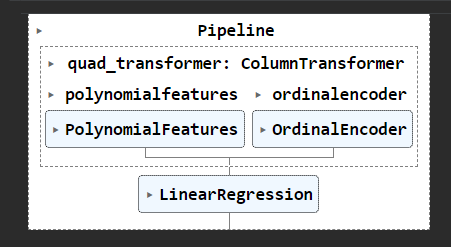 Pipeline
quad_transformer: ColumnTransformer
polynomialfeatures ordinalencoder
PolynomialFeatures OrdinalEncoder
LinearRegression